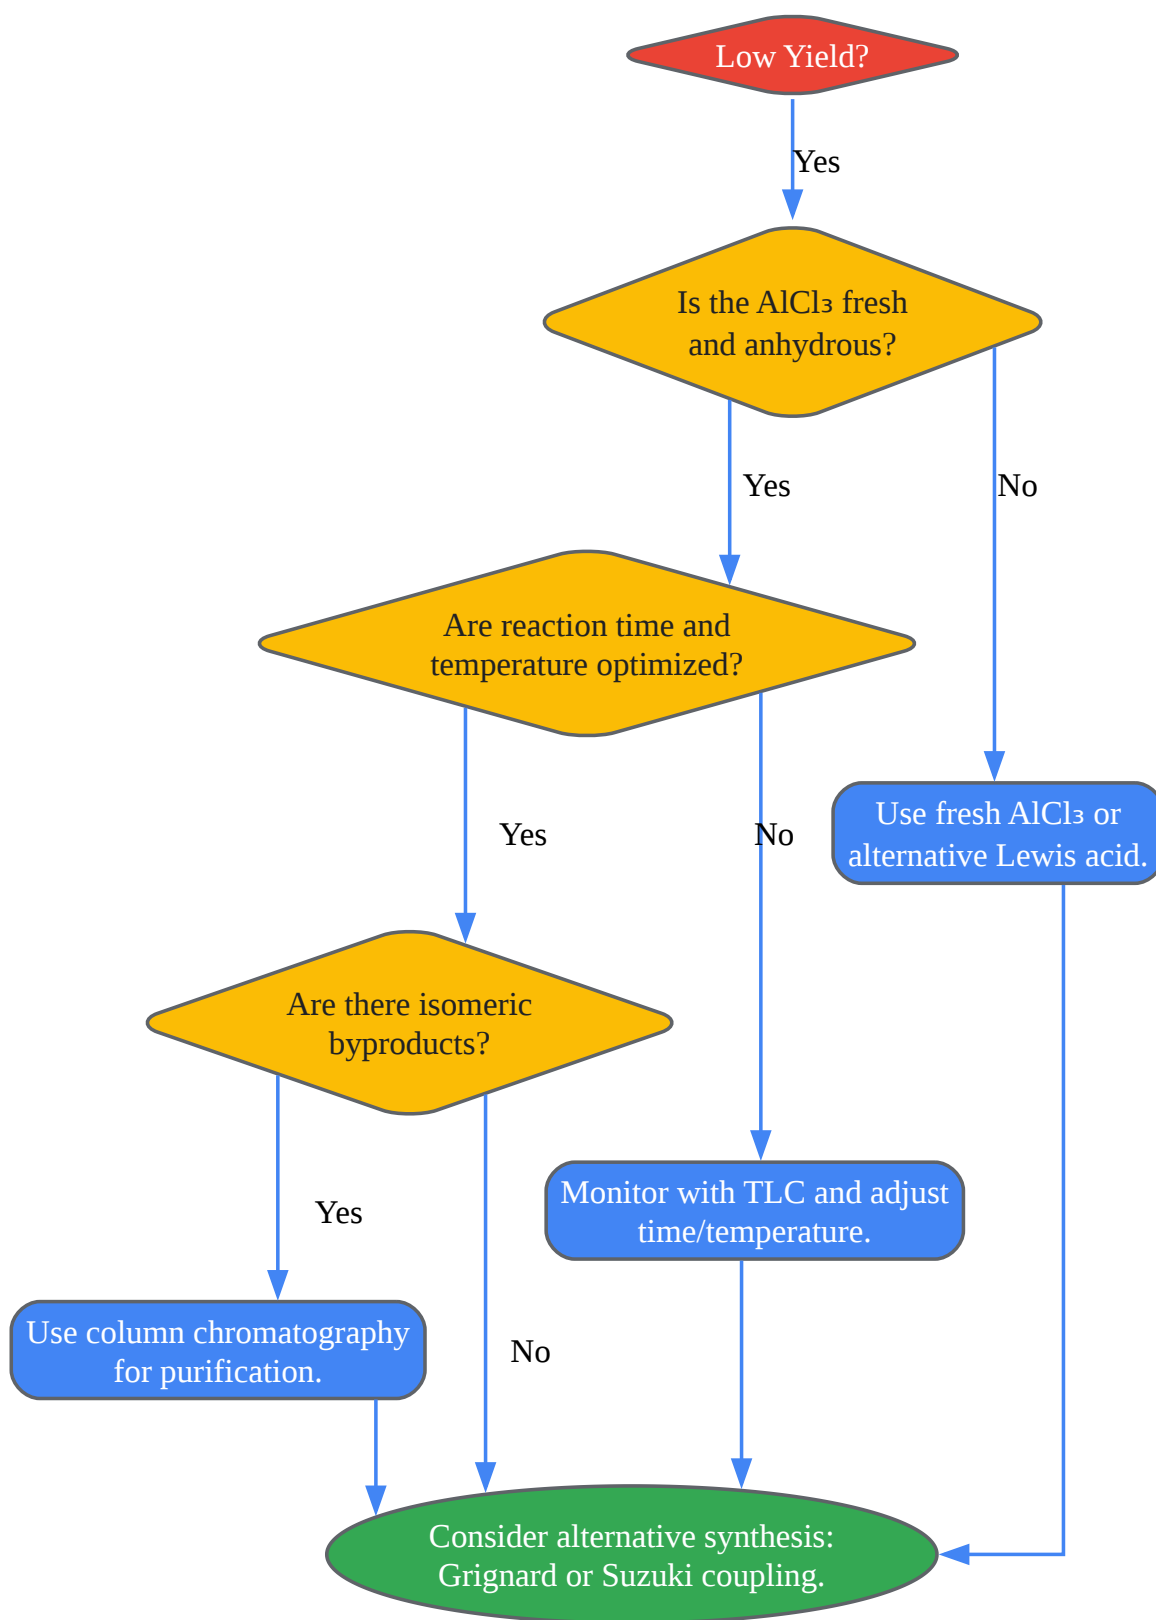 Low Yield?
Yes
Is the AlCl₃ fresh
and anhydrous?
Yes
No
Are reaction time and
temperature optimized?
Use fresh AlCl₃ or
alternative Lewis acid.
Yes
No
Are there isomeric
byproducts?
Monitor with TLC and adjust
time/temperature.
Yes
Use column chromatography
for purification.
No
Consider alternative synthesis:
Grignard or Suzuki coupling.